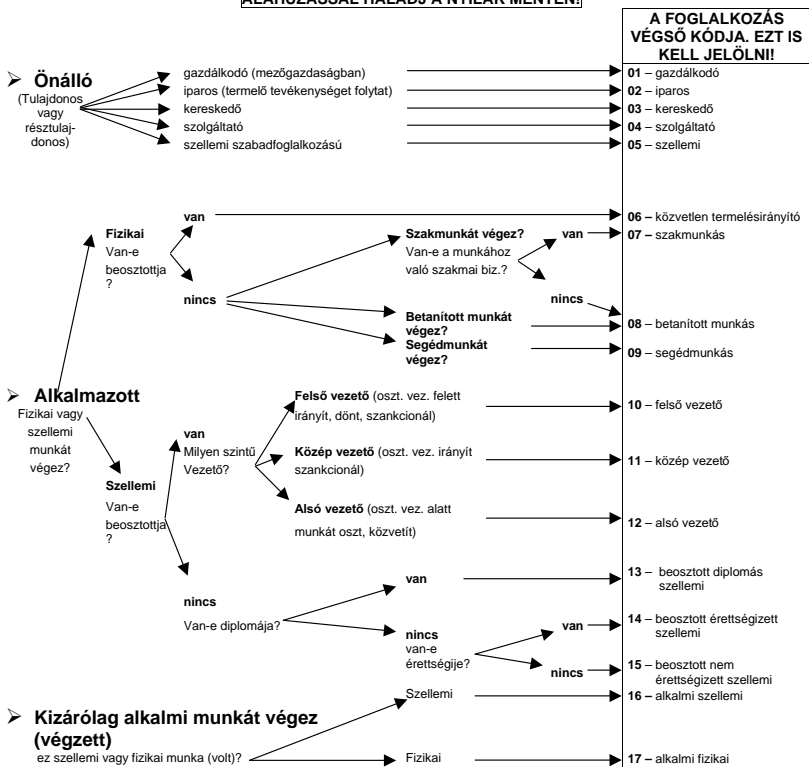 ALÁHÚZÁSSAL HALADJ A NYILAK MENTÉN!
A FOGLALKOZÁS
VÉGSŐ KÓDJA. EZT IS
KELL JELÖLNI!
Önálló
(Tulajdonos
vagy
résztulaj-
donos)
gazdálkodó (mezőgazdaságban)
iparos (termelő tevékenységet folytat)
kereskedő
szolgáltató
szellemi szabadfoglalkozású
01 – gazdálkodó
02 – iparos
03 – kereskedő
04 – szolgáltató
05 – szellemi
Alkalmazott
Fizikai vagy
szellemi
munkát
végez?
Fizikai
Van-e
beosztottja
?
van
06 – közvetlen termelésirányító
nincs
Szakmunkát végez?
Van-e a munkához
való szakmai biz.?
van
07 – szakmunkás
nincs
Betanított munkát
végez?
08 – betanított munkás
Segédmunkát
végez?
09 – segédmunkás
Szellemi
Van-e
beosztottja
?
van
Milyen szintű
Vezető?
Felső vezető (oszt. vez. felett
irányít, dönt, szankcionál)
10 – felső vezető
Közép vezető (oszt. vez. irányít
szankcionál)
11 – közép vezető
Alsó vezető (oszt. vez. alatt
munkát oszt, közvetít)
12 – alsó vezető
nincs
Van-e diplomája?
van
13 – beosztott diplomás
szellemi
nincs
van-e
érettségije?
van
14 – beosztott érettségizett
szellemi
nincs
15 – beosztott nem
érettségizett szellemi
Kizárólag alkalmi munkát végez
(végzett)
ez szellemi vagy fizikai munka (volt)?
Szellemi
16 – alkalmi szellemi
Fizikai
17 – alkalmi fizikai